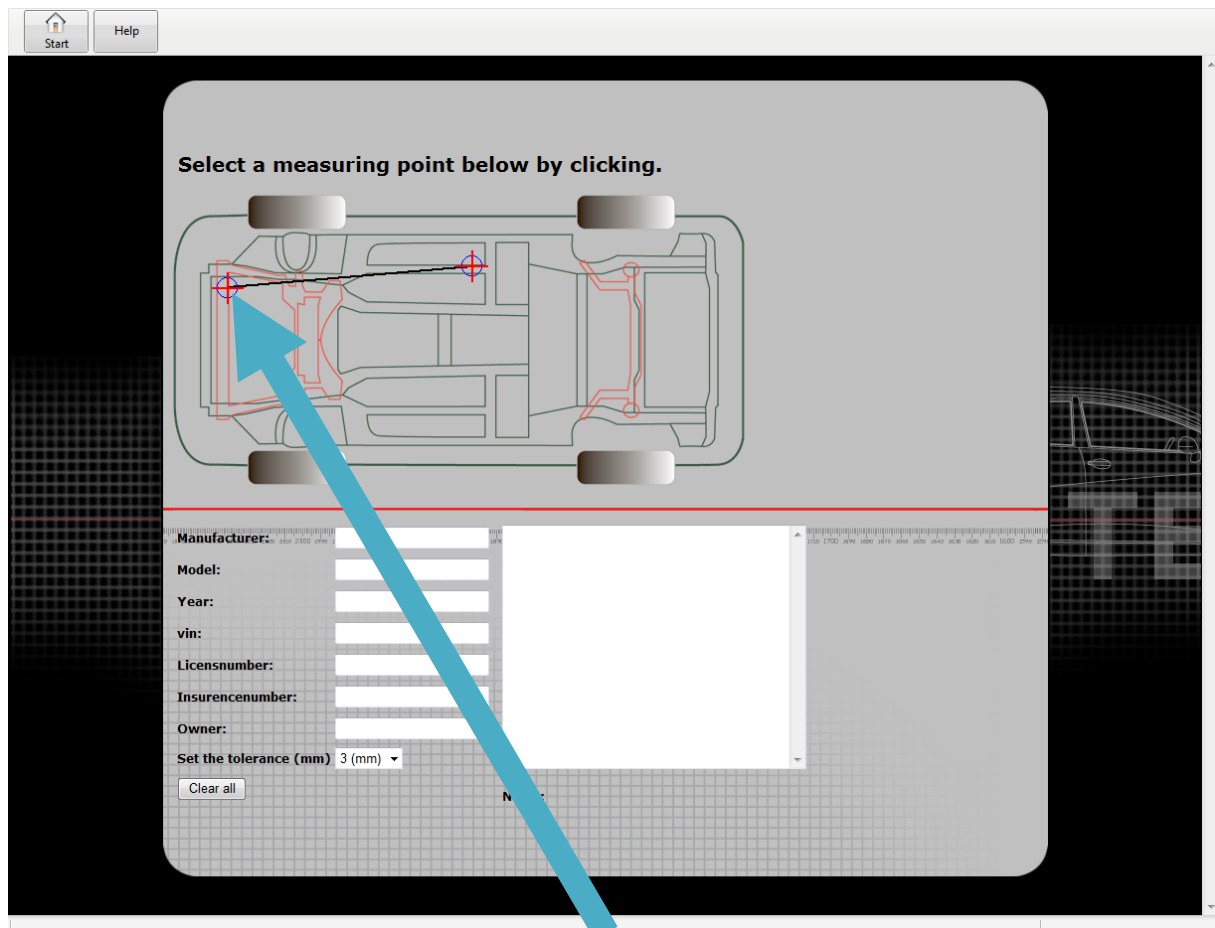 Start
Help
Select a measuring point below by clicking.
Manufacturer:
Model:
Year:
vin:
Licensnumber:
Insurencenumber:
Owner:
Set the tolerance (mm) 3 (mm)
Clear all
TE